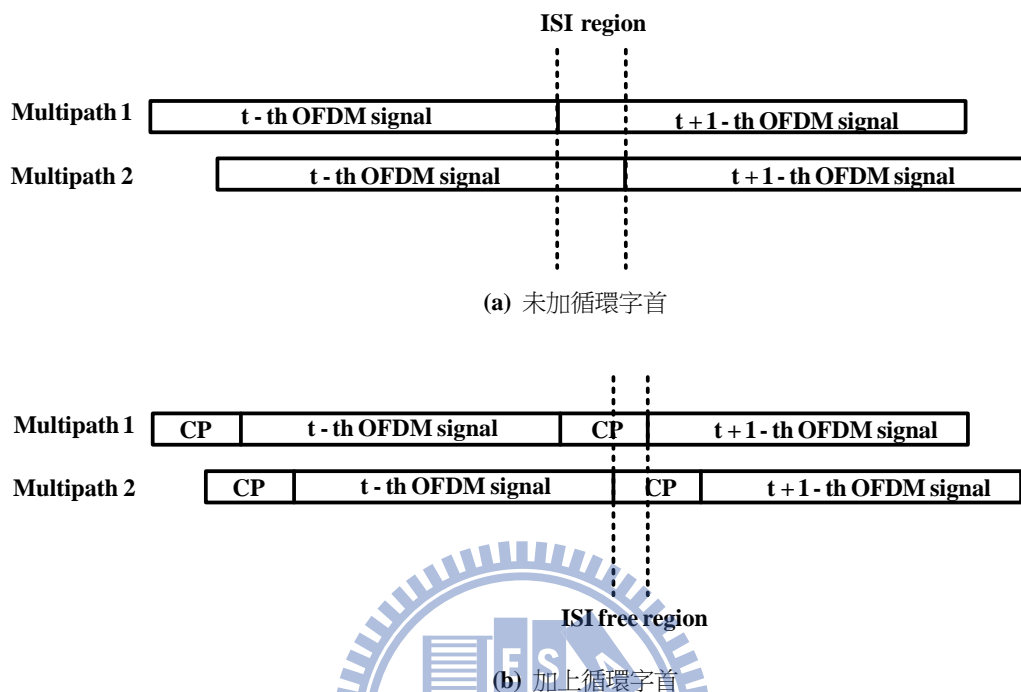 ISI region
Multipath 1 t - th OFDM signal t + 1 - th OFDM signal
Multipath 2 t - th OFDM signal t + 1 - th OFDM signal
(a) 未加循環字首
Multipath 1 CP t - th OFDM signal CP t + 1 - th OFDM signal
Multipath 2 CP t - th OFDM signal CP t + 1 - th OFDM signal
ISI free region
E S
(b) 加上循環字首